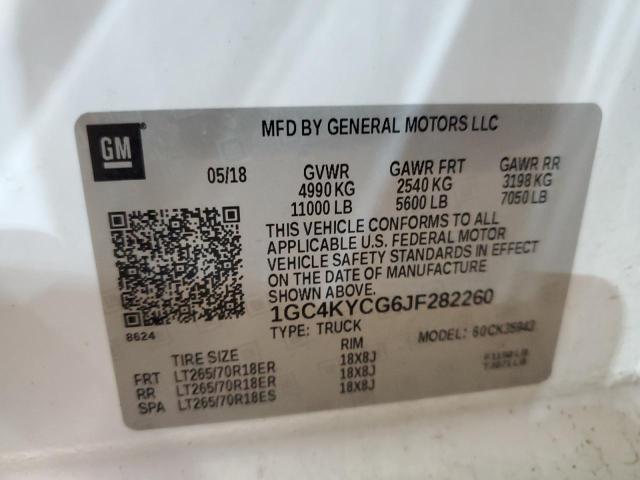 GM
MFD BY GENERAL MOTORS LLC
05/18 GVWR GAWR FRT GAWR RR
4990 KG 2540 KG 3198 KG
11000 LB 5600 LB 7050 LB
THIS VEHICLE CONFORMS TO ALL
APPLICABLE U.S. FEDERAL MOTOR
VEHICLE SAFETY STANDARDS IN EFFECT
ON THE DATE OF MANUFACTURE
SHOWN ABOVE.
1GC4KYCG6JF282260
8624 TYPE: TRUCK MODEL:
TIRE SIZE RIM
FRT LT265/70R18ER 18X8J
RR LT265/70R18ER 18X8J
SPA LT265/70R18ES 18X8J